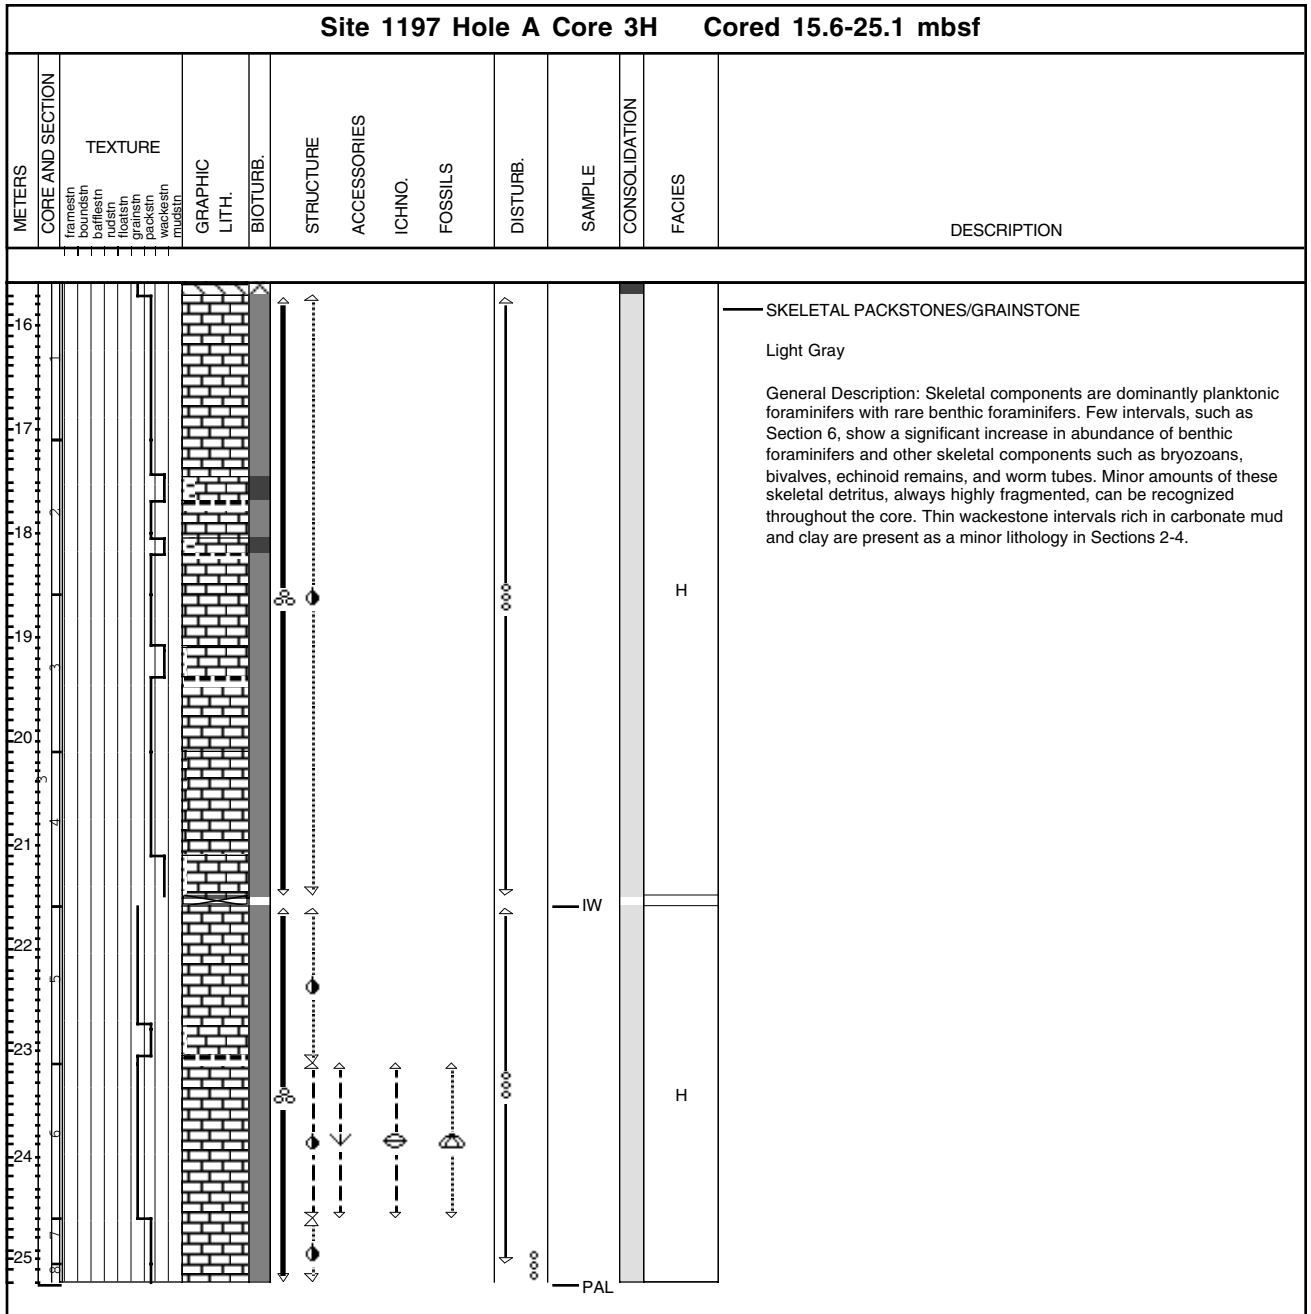 Site 1197 Hole A Core 3H Cored 15.6-25.1 mbsf
METERS
CORE AND SECTION
TEXTURE
framestn
boundstn
bafflestn
rudstn
floatstn
grainstn
packstn
wackestn
mudstn
GRAPHIC
LITH.
BIOTURB.
STRUCTURE
ACCESSORIES
ICHNO.
FOSSILS
DISTURB.
SAMPLE
CONSOLIDATION
FACIES
DESCRIPTION
SKELETAL PACKSTONES/GRAINSTONE
Light Gray
General Description: Skeletal components are dominantly planktonic
foraminifers with rare benthic foraminifers. Few intervals, such as
Section 6, show a significant increase in abundance of benthic
foraminifers and other skeletal components such as bryozoans,
bivalves, echinoid remains, and worm tubes. Minor amounts of these
skeletal detritus, always highly fragmented, can be recognized
throughout the core. Thin wackestone intervals rich in carbonate mud
and clay are present as a minor lithology in Sections 2-4.
16
1
17
2
18
H
19
3
20
3
4
21
IW
22
5
23
H
6
24
7
25
8
PAL